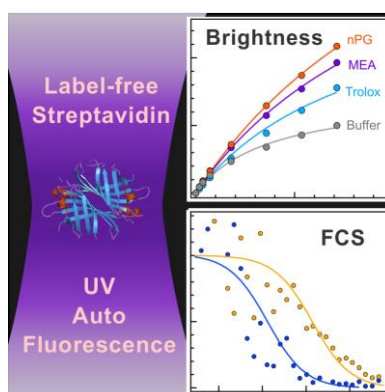 Label-free
Streptavidin
UV
Auto
Fluorescence
Brightness
nPG
MEA
Trolox
Buffer
FCS